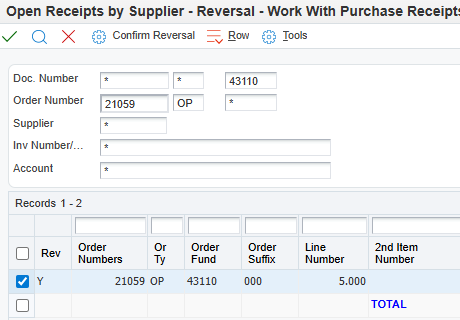 Open Receipts by Supplier - Reversal - Work With Purchase Receipts
Confirm Reversal Row Tools
Doc. Number * * 43110
Order Number 21059 OP *
Supplier *
Inv Number/... *
Account *
Records 1 - 2
Rev Order Numbers Or Ty Order Fund Order Suffix Line Number 2nd Item Number
Y 21059 OP 43110 000 5.000
TOTAL